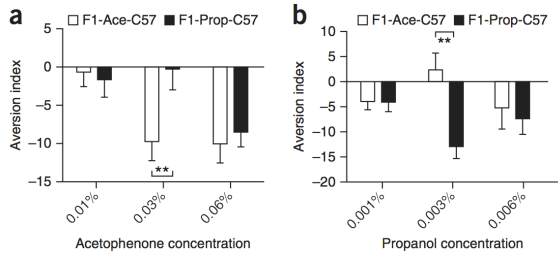 a
F1-Ace-C57 F1-Prop-C57
5
0
−5
−10
−15
Aversion index
**
0.01% 0.03% 0.06%
Acetophenone concentration
b
F1-Ace-C57 F1-Prop-C57
10
5
0
−5
−10
−15
−20
Aversion index
**
0.001% 0.003% 0.006%
Propanol concentration